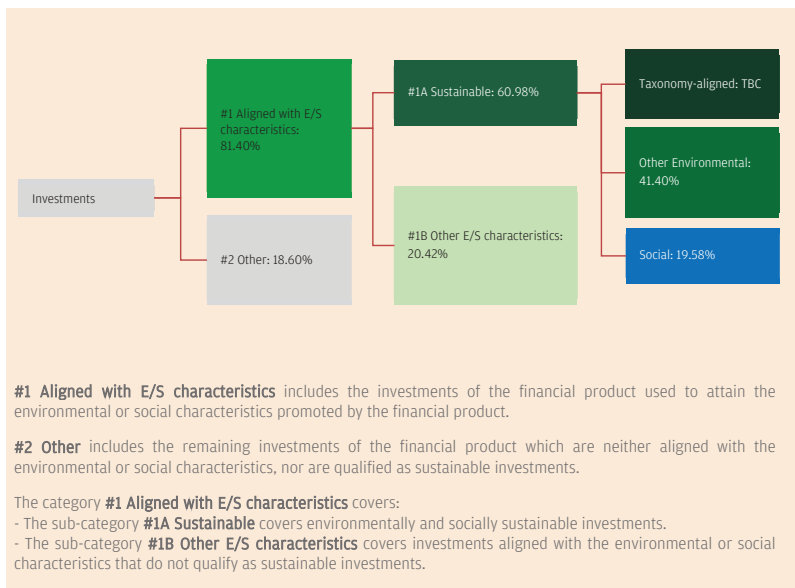 Investments
#1 Aligned with E/S
characteristics:
81.40%
#2 Other: 18.60%
#1A Sustainable: 60.98%
#1B Other E/S characteristics:
20.42%
Taxonomy-aligned: TBC
Other Environmental:
41.40%
Social: 19.58%
#1 Aligned with E/S characteristics includes the investments of the financial product used to attain the
environmental or social characteristics promoted by the financial product.
#2 Other includes the remaining investments of the financial product which are neither aligned with the
environmental or social characteristics, nor are qualified as sustainable investments.
The category #1 Aligned with E/S characteristics covers:
- The sub-category #1A Sustainable covers environmentally and socially sustainable investments.
- The sub-category #1B Other E/S characteristics covers investments aligned with the environmental or social
characteristics that do not qualify as sustainable investments.